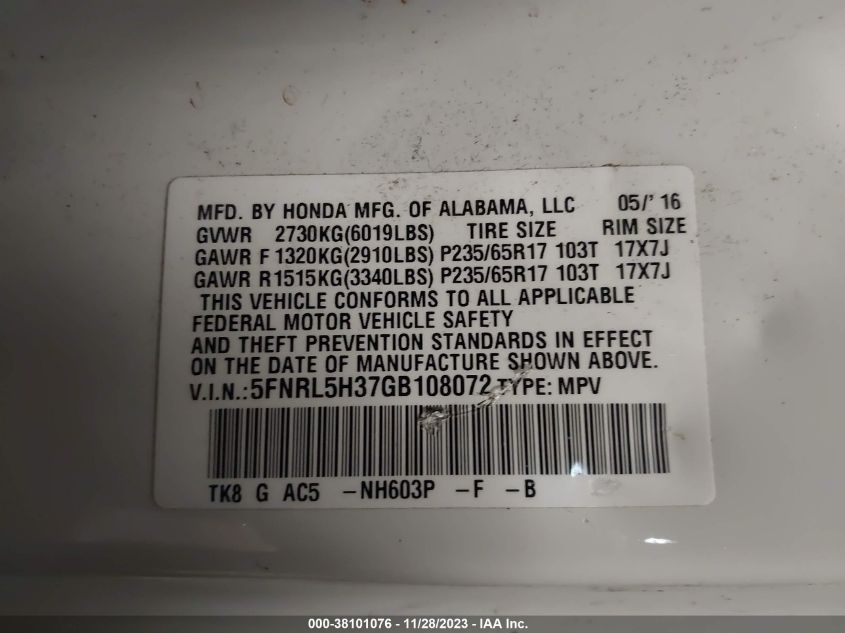 MFD. BY HONDA MFG. OF ALABAMA, LLC 05/'16
GVWR 2730KG(6019LBS) TIRE SIZE RIM SIZE
GAWR F 1320KG(2910LBS) P235/65R17 103T 17X7J
GAWR R1515KG(3340LBS) P235/65R17 103T 17X7J
THIS VEHICLE CONFORMS TO ALL APPLICABLE
FEDERAL MOTOR VEHICLE SAFETY
AND THEFT PREVENTION STANDARDS IN EFFECT
ON THE DATE OF MANUFACTURE SHOWN ABOVE.
V.I.N.: 5FNRL5H37GB108072 TYPE: MPV
TK8 G AC5 -NH603P -F -B
000-38101076 - 11/28/2023 - IAA Inc.